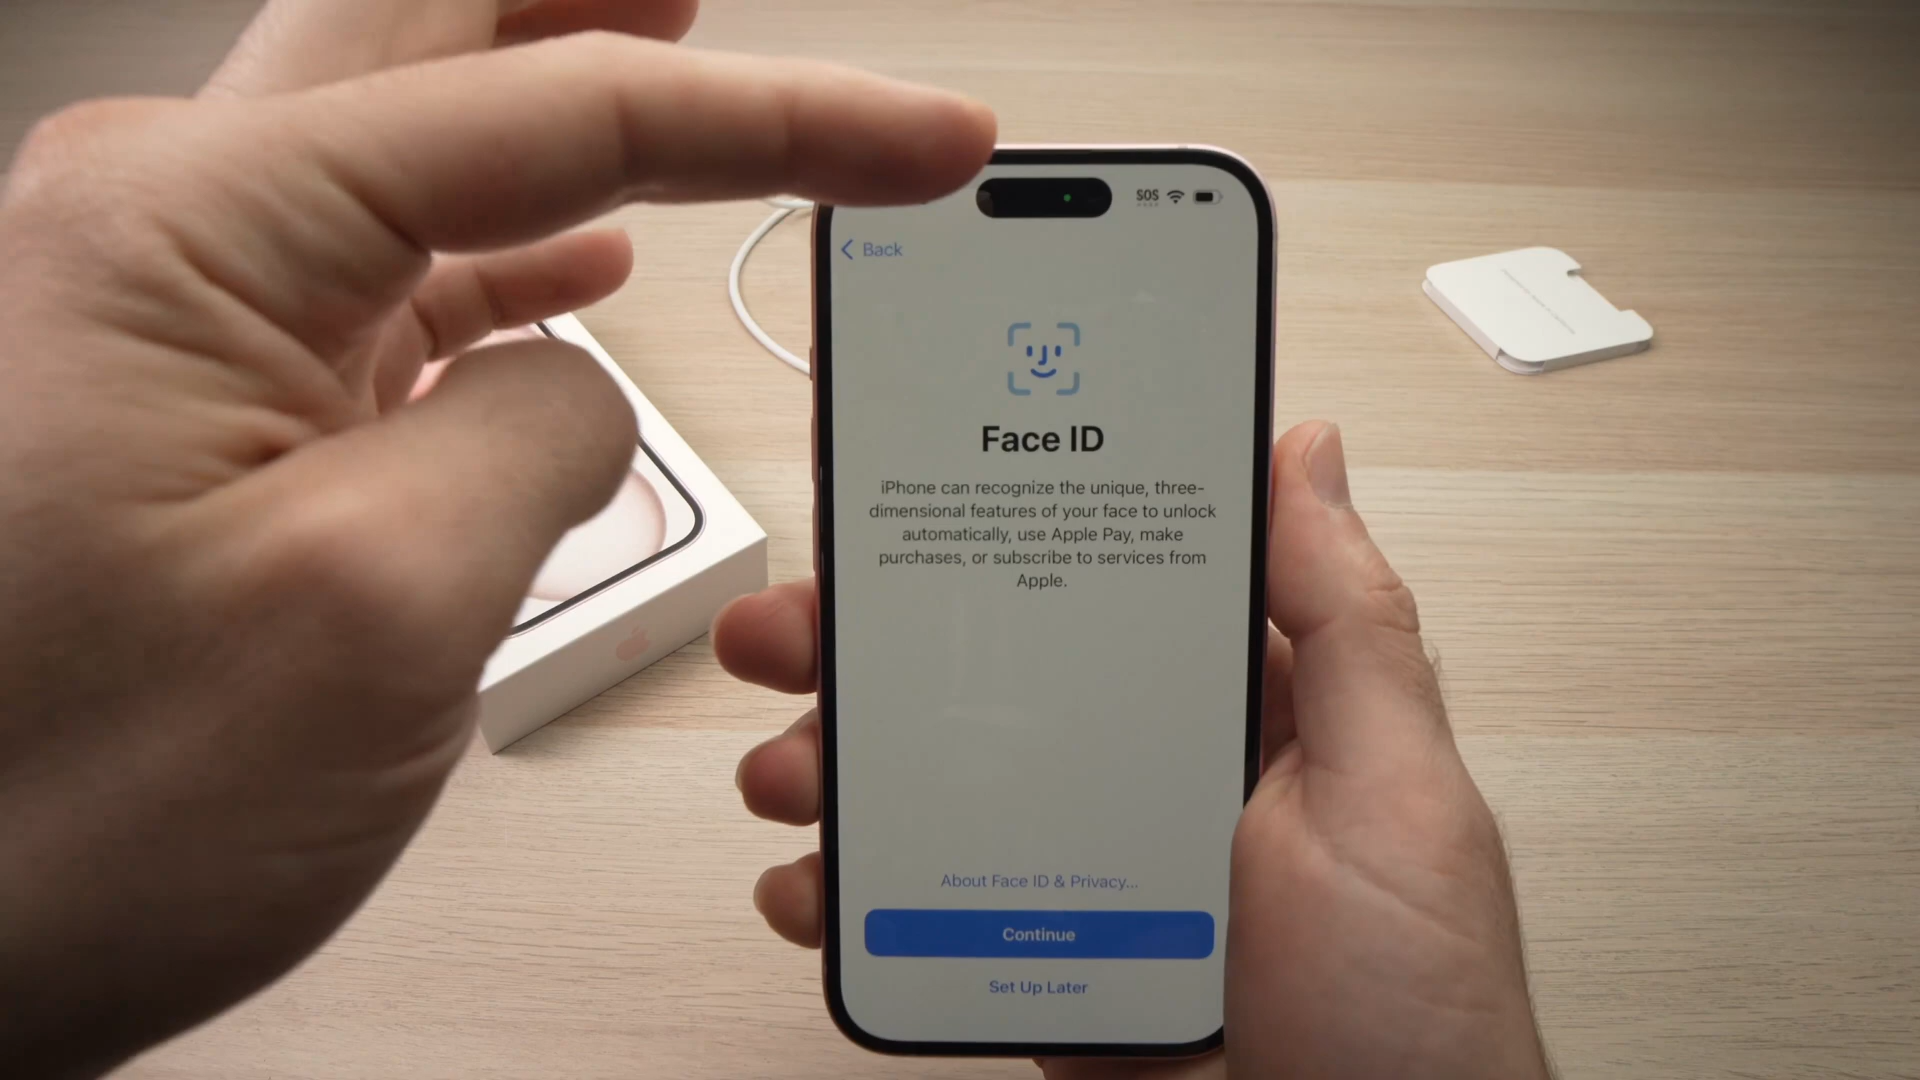 SOS
Back
Face ID
iPhone can recognize the unique, three-
dimensional features of your face to unlock
automatically, use Apple Pay, make
purchases, or subscribe to services from
Apple.
About Face ID & Privacy...
Continue
Set Up Later